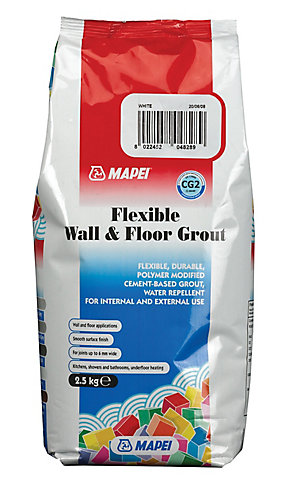 WHITE 20/08/08
8 022452 048289
MAPEI
CG2
Flexible
Wall & Floor Grout
FLEXIBLE, DURABLE,
POLYMER MODIFIED
CEMENT-BASED GROUT,
WATER REPELLENT
FOR INTERNAL AND EXTERNAL USE
Wall and floor applications
Smooth surface finish
For joints up to 6 mm wide
Kitchens, showers and bathrooms, underfloor heating
2.5 kg e
MAPEI